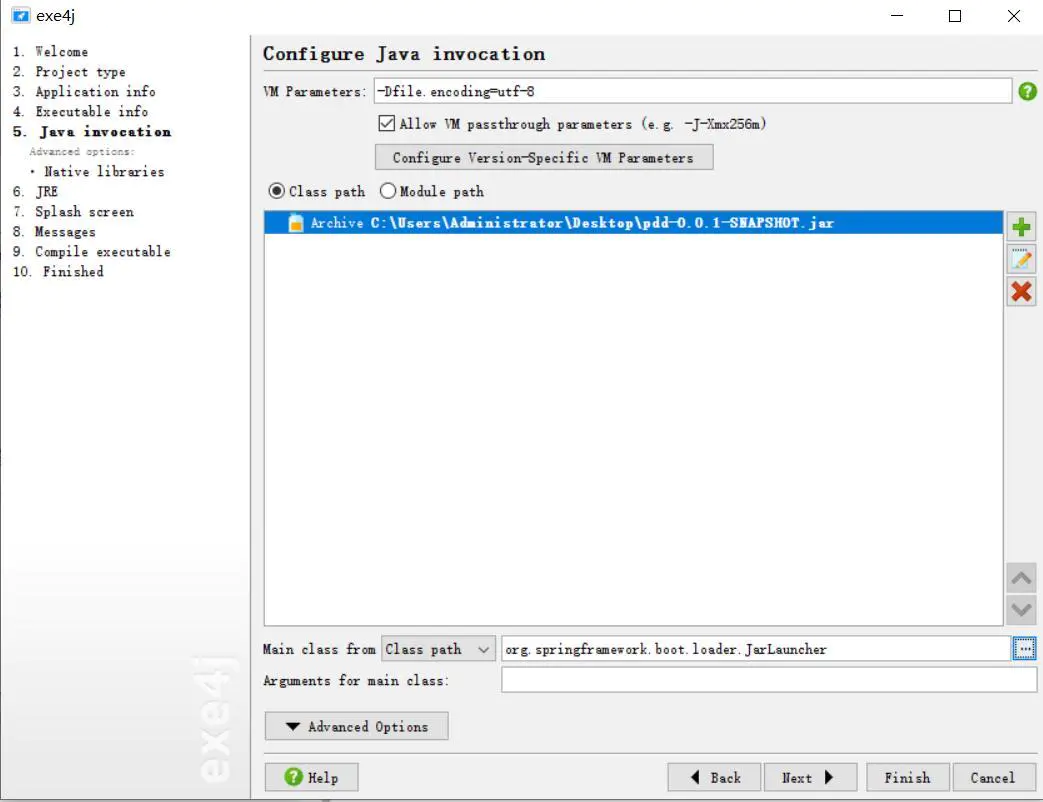 exe4j
1. Welcome
2. Project type
3. Application info
4. Executable info
5. Java invocation
Advanced options:
· Native libraries
6. JRE
7. Splash screen
8. Messages
9. Compile executable
10. Finished
exe4j
Configure Java invocation
VM Parameters: -Dfile.encoding=utf-8
Allow VM passthrough parameters (e.g. -J-Xmx256m)
Configure Version-Specific VM Parameters
Class path Module path
Archive C:\Users\Administrator\Desktop\pdd-0.0.1-SNAPSHOT.jar
Main class from Class path org.springframework.boot.loader.JarLauncher ...
Arguments for main class:
Advanced Options
Help Back Next Finish Cancel